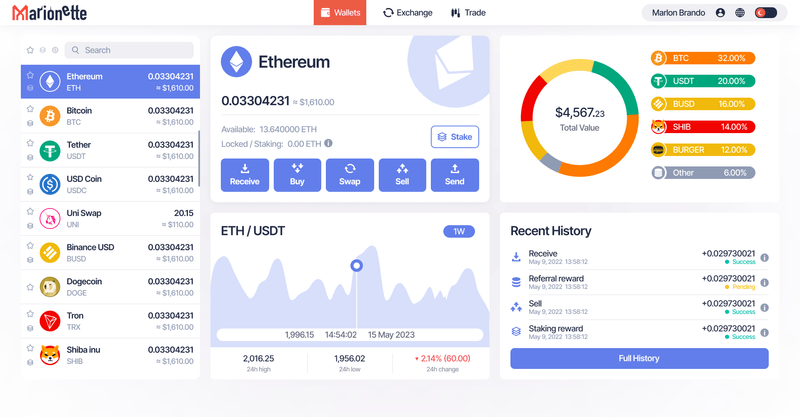 Marionette
Wallets
Exchange
Trade
Marlon Brando
Search
Ethereum 0.03304231
ETH ≈ $1,610.00
Bitcoin 0.03304231
BTC ≈ $1,610.00
Tether 0.03304231
USDT ≈ $1,610.00
USD Coin 0.03304231
USDC ≈ $1,610.00
Uni Swap 20.15
UNI ≈ $110.00
Binance USD 0.03304231
BUSD ≈ $1,610.00
Dogecoin 0.03304231
DOGE ≈ $1,610.00
Tron 0.03304231
TRX ≈ $1,610.00
Shiba inu 0.03304231
SHIB ≈ $1,610.00
Ethereum
0.03304231 ≈ $1,610.00
Available: 13.640000 ETH
Locked / Staking: 0.00 ETH
Stake
Receive
Buy
Swap
Sell
Send
$4,567.23
Total Value
BTC 32.00%
USDT 20.00%
BUSD 16.00%
SHIB 14.00%
BURGER 12.00%
Other 6.00%
ETH / USDT
1W
1,996.15 14:54:02 15 May 2023
2,016.25
24h high
1,956.02
24h low
▾ 2.14% (60.00)
24h change
Recent History
Receive +0.029730021
May 9, 2022 13:58:12 Success
Referral reward +0.029730021
May 9, 2022 13:58:12 Pending
Sell +0.029730021
May 9, 2022 13:58:12 Success
Staking reward +0.029730021
May 9, 2022 13:58:12 Success
Full History